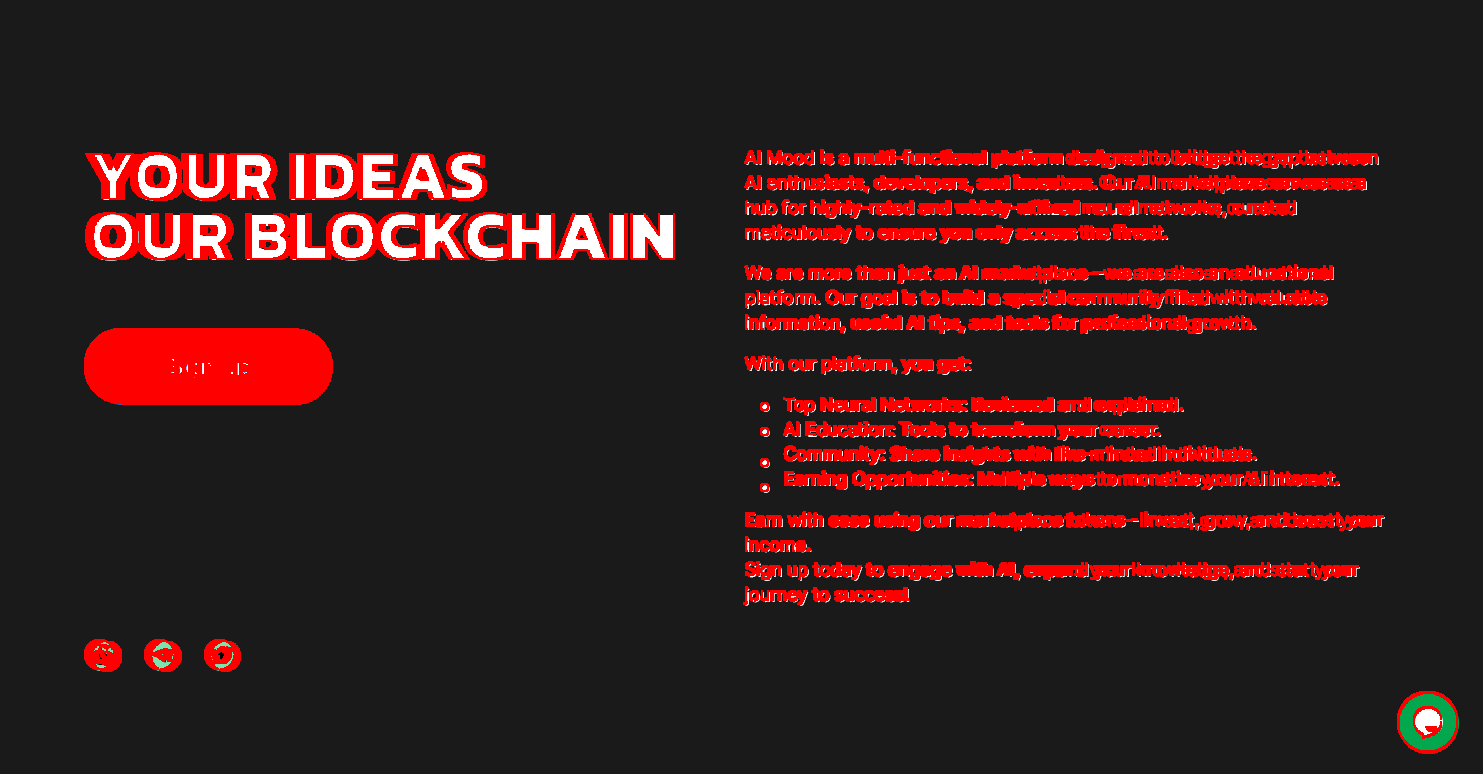 YOUR IDEAS
OUR BLOCKCHAIN
AI Mood is a multi-functional platform designed to bridge the gap between
AI enthusiasts, developers, and investors. Our AI marketplace serves as a
hub for highly-rated and widely-utilized neural networks, curated
meticulously to ensure you only access the finest.
We are more than just an AI marketplace—we are also an educational
platform. Our goal is to build a special community filled with valuable
information, useful AI tips, and tools for professional growth.
With our platform, you get:
Top Neural Networks: Reviewed and explained.
AI Education: Tools to transform your career.
Community: Share insights with like-minded individuals.
Earning Opportunities: Multiple ways to monetise your AI interest.
Earn with ease using our marketplace tokens—invest, grow, and boost your
income.
Sign up today to engage with AI, expand your knowledge, and start your
journey to success!